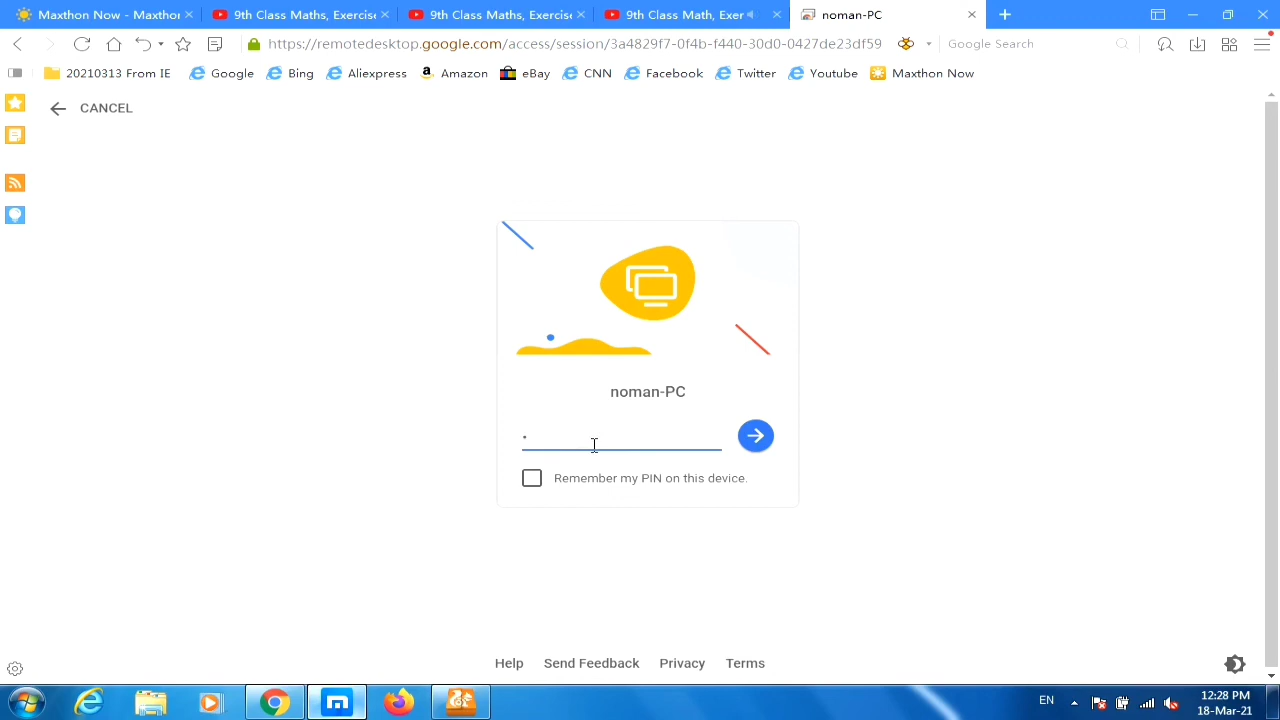 Maxthon Now - Maxthon
9th Class Maths, Exercise
9th Class Maths, Exercise
9th Class Math, Exer
noman-PC
https://remotedesktop.google.com/access/session/3a4829f7-0f4b-f440-30d0-0427de23df59
Google Search
20210313 From IE
Google
Bing
Aliexpress
Amazon
eBay
CNN
Facebook
Twitter
Youtube
Maxthon Now
CANCEL
noman-PC
Remember my PIN on this device.
Help
Send Feedback
Privacy
Terms
EN
12:28 PM
18-Mar-21